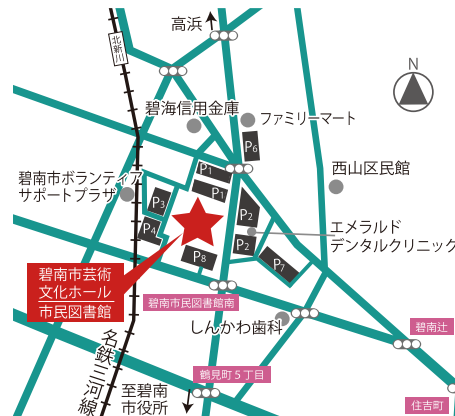 高浜
北新川
N
碧海信用金庫
ファミリーマート
P6
西山区民館
P1
P1
碧南市ボランティア
サポートプラザ
P3
P2
P4
P2
エメラルド
デンタルクリニック
P8
P7
碧南市芸術
文化ホール
市民図書館
碧南市民図書館南
しんかわ歯科
碧南辻
名鉄三河線
鶴見町5丁目
至碧南
市役所
住吉町